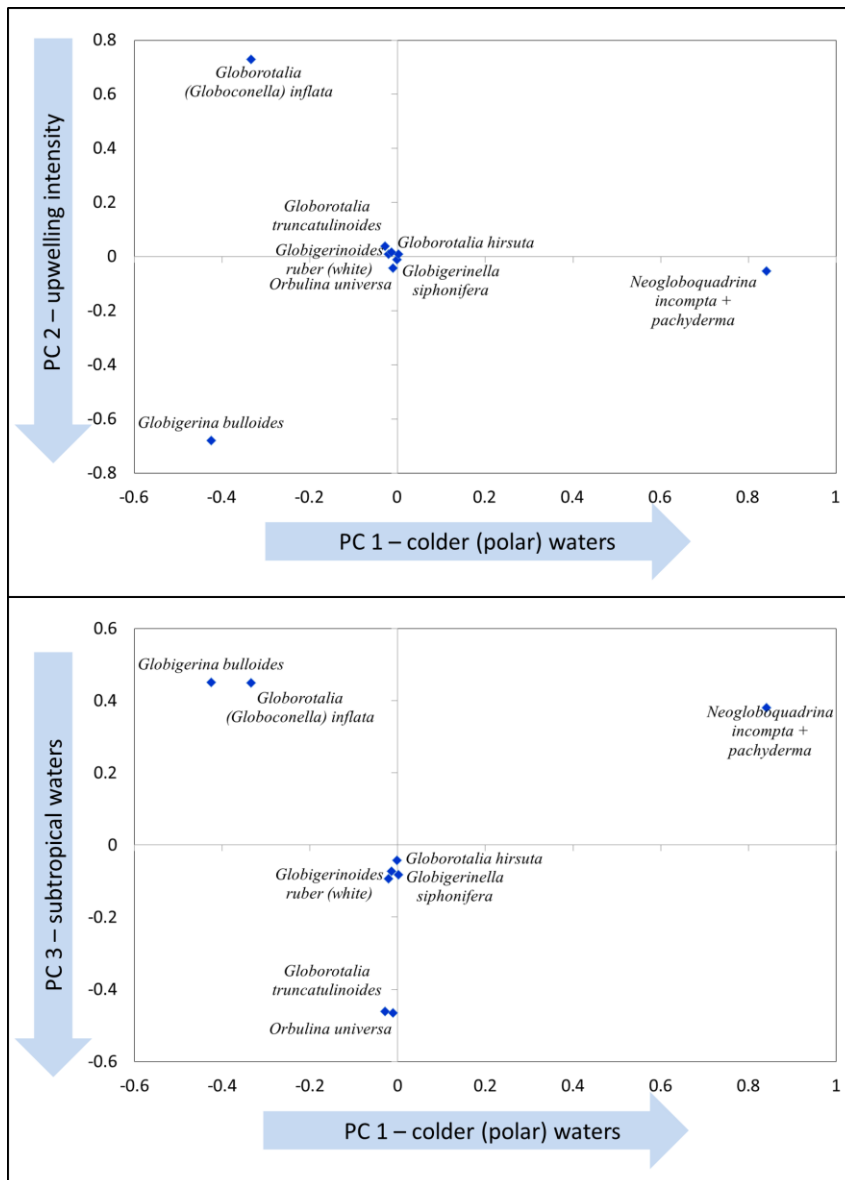 PC 2 – upwelling intensity
0.8
0.6
0.4
0.2
0
-0.2
-0.4
-0.6
-0.8
Globorotalia
(Globoconella) inflata
Globorotalia
truncatulinoides
Globorotalia hirsuta
Globigerinoides
ruber (white)
Globigerinella
siphonifera
Orbulina universa
Neogloboquadrina
incompta +
pachyderma
Globigerina bulloides
-0.6 -0.4 -0.2 0 0.2 0.4 0.6 0.8 1
PC 1 – colder (polar) waters
PC 3 – subtropical waters
0.6
0.4
0.2
0
-0.2
-0.4
-0.6
Globigerina bulloides
Globorotalia
(Globoconella) inflata
Neogloboquadrina
incompta +
pachyderma
Globorotalia hirsuta
Globigerinoides
ruber (white)
Globigerinella
siphonifera
Globorotalia
truncatulinoides
Orbulina universa
-0.6 -0.4 -0.2 0 0.2 0.4 0.6 0.8 1
PC 1 – colder (polar) waters